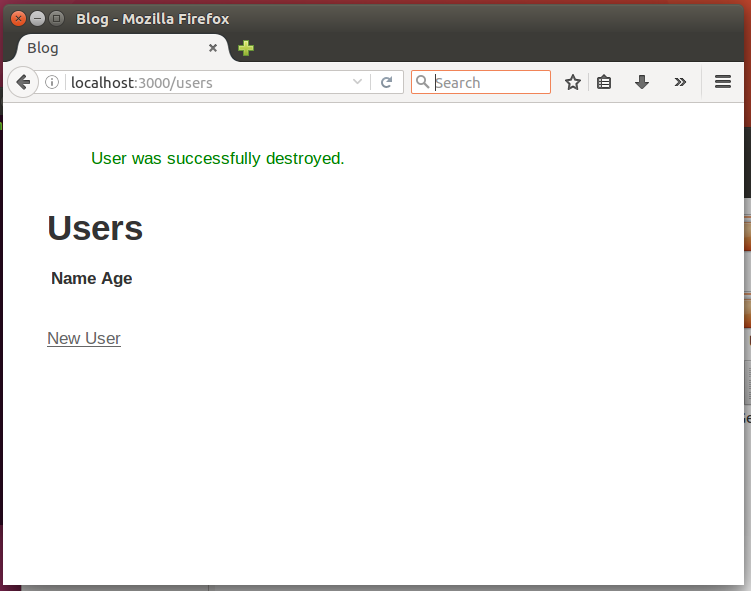 Blog - Mozilla Firefox
Blog
localhost:3000/users
Search
User was successfully destroyed.
Users
Name Age
New User